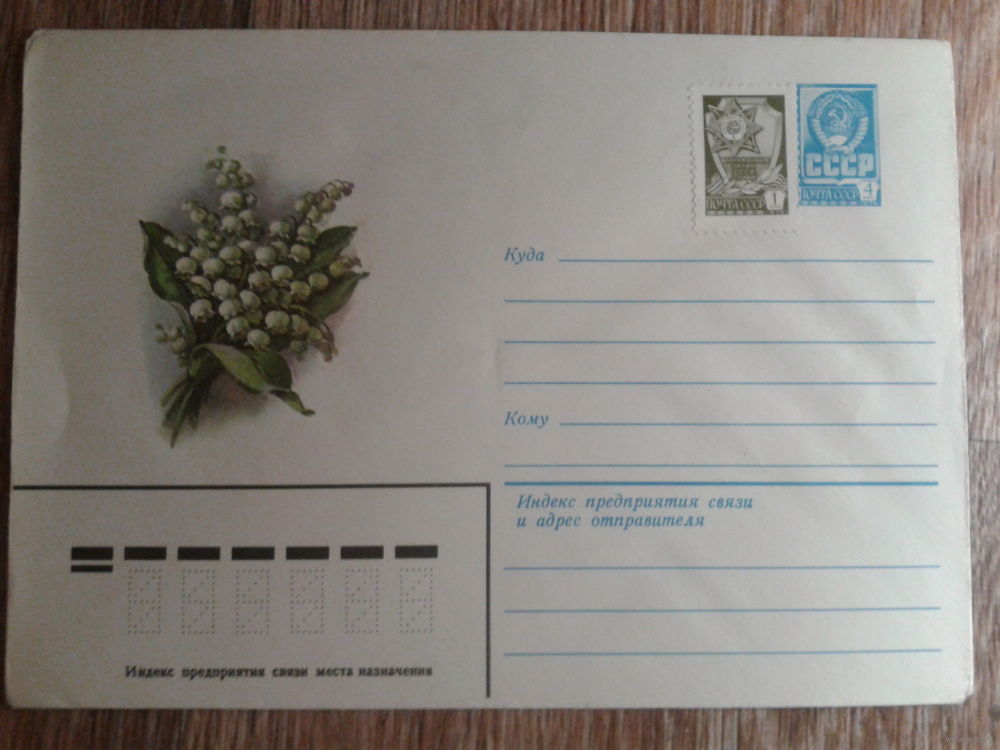 ПОЧТА СССР 1
СССР
ПОЧТА СССР 4
Куда
Кому
Индекс предприятия связи
и адрес отправителя
Индекс предприятия связи места назначения